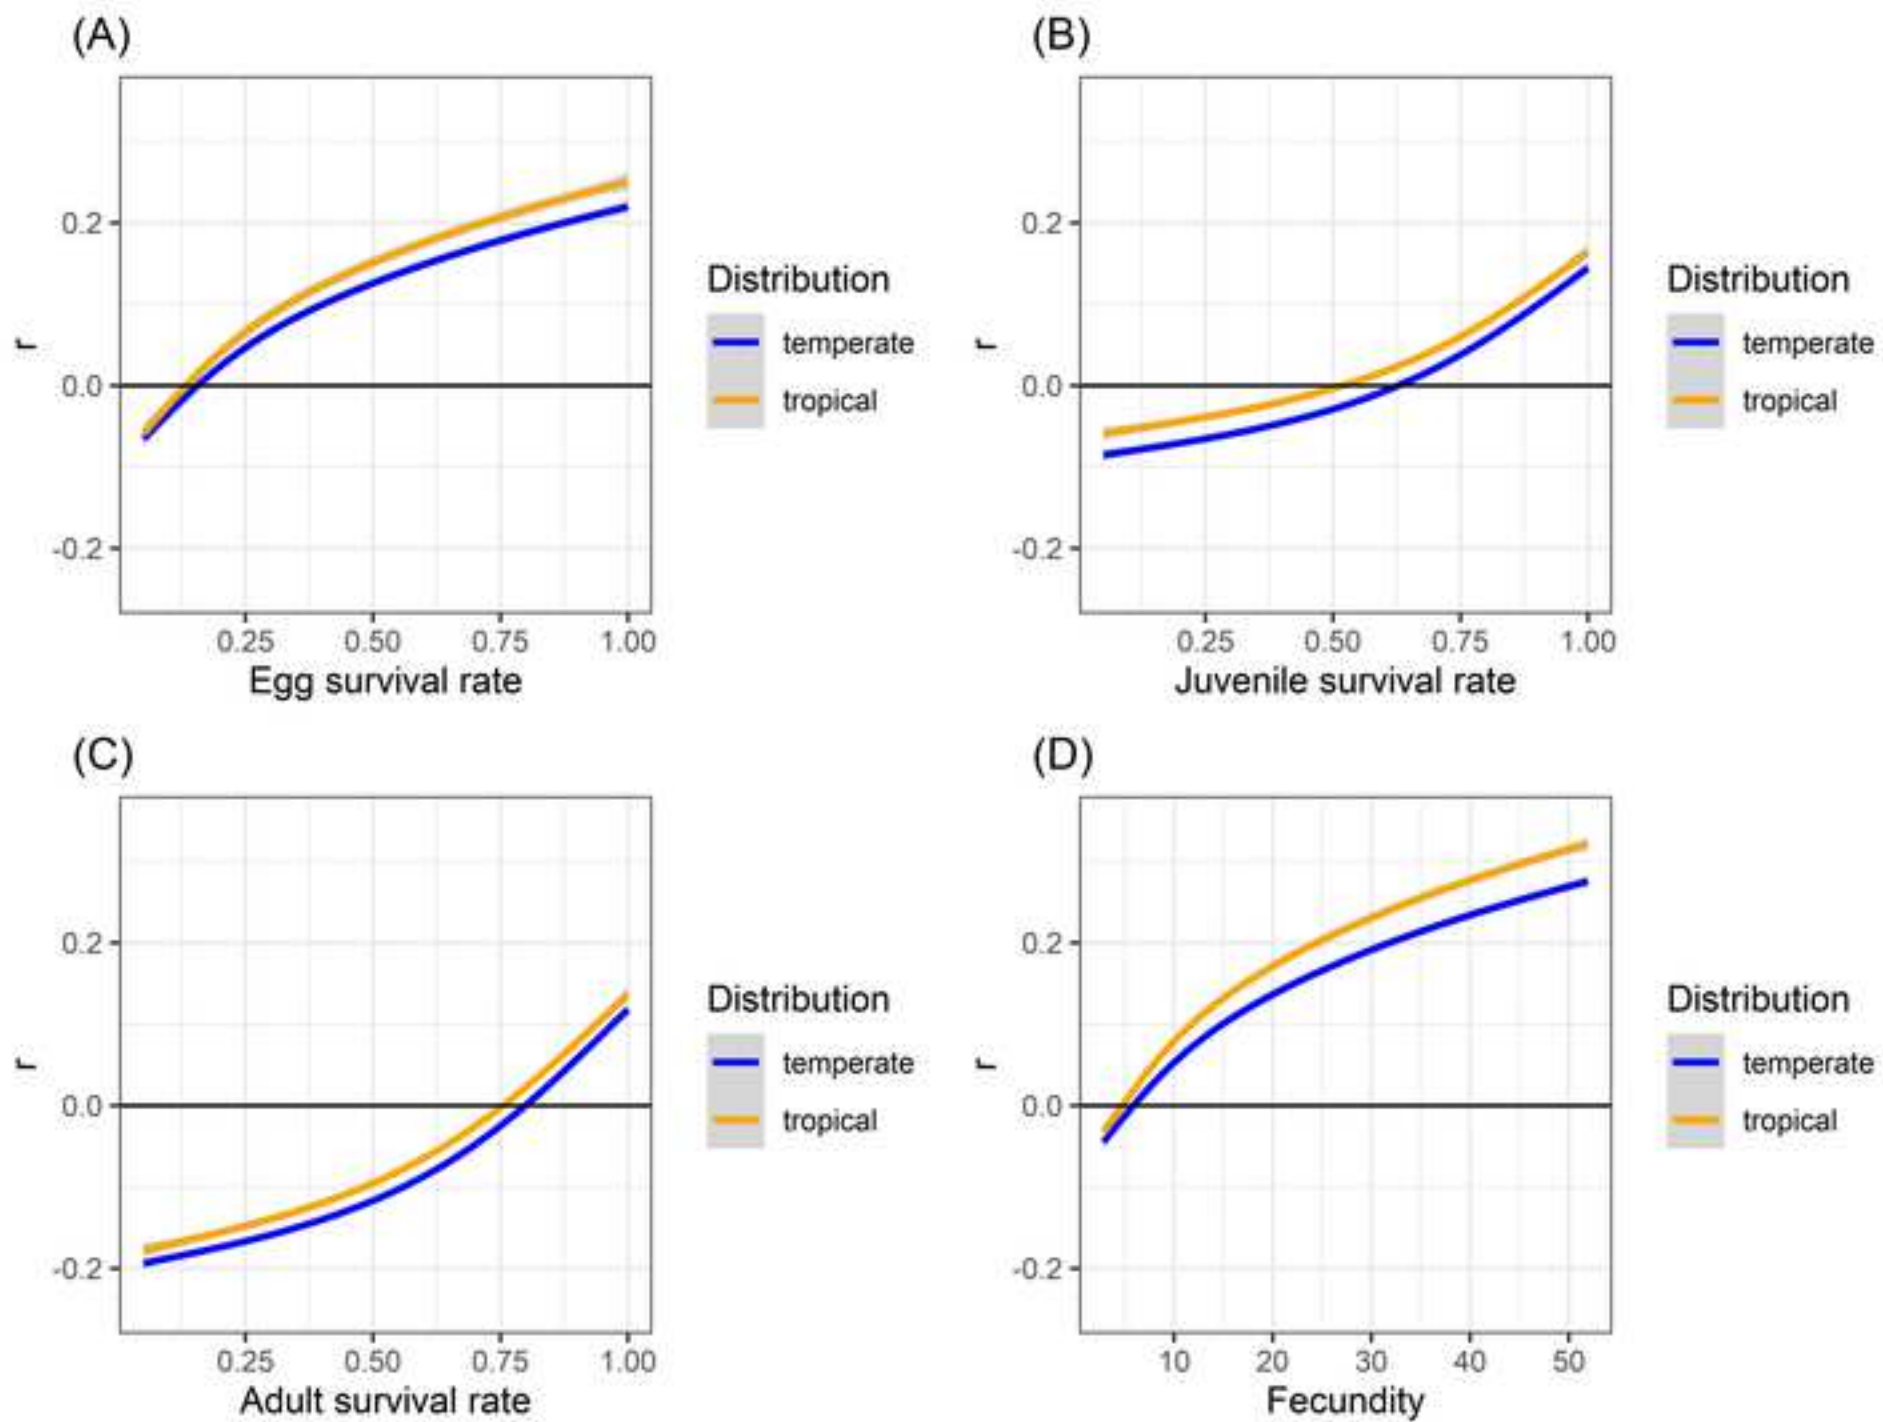 (A)
r
0.2
0.0
-0.2
0.25 0.50 0.75 1.00
Egg survival rate
Distribution
temperate
tropical
(B)
r
0.2
0.0
-0.2
0.25 0.50 0.75 1.00
Juvenile survival rate
Distribution
temperate
tropical
(C)
r
0.2
0.0
-0.2
0.25 0.50 0.75 1.00
Adult survival rate
Distribution
temperate
tropical
(D)
r
0.2
0.0
-0.2
10 20 30 40 50
Fecundity
Distribution
temperate
tropical